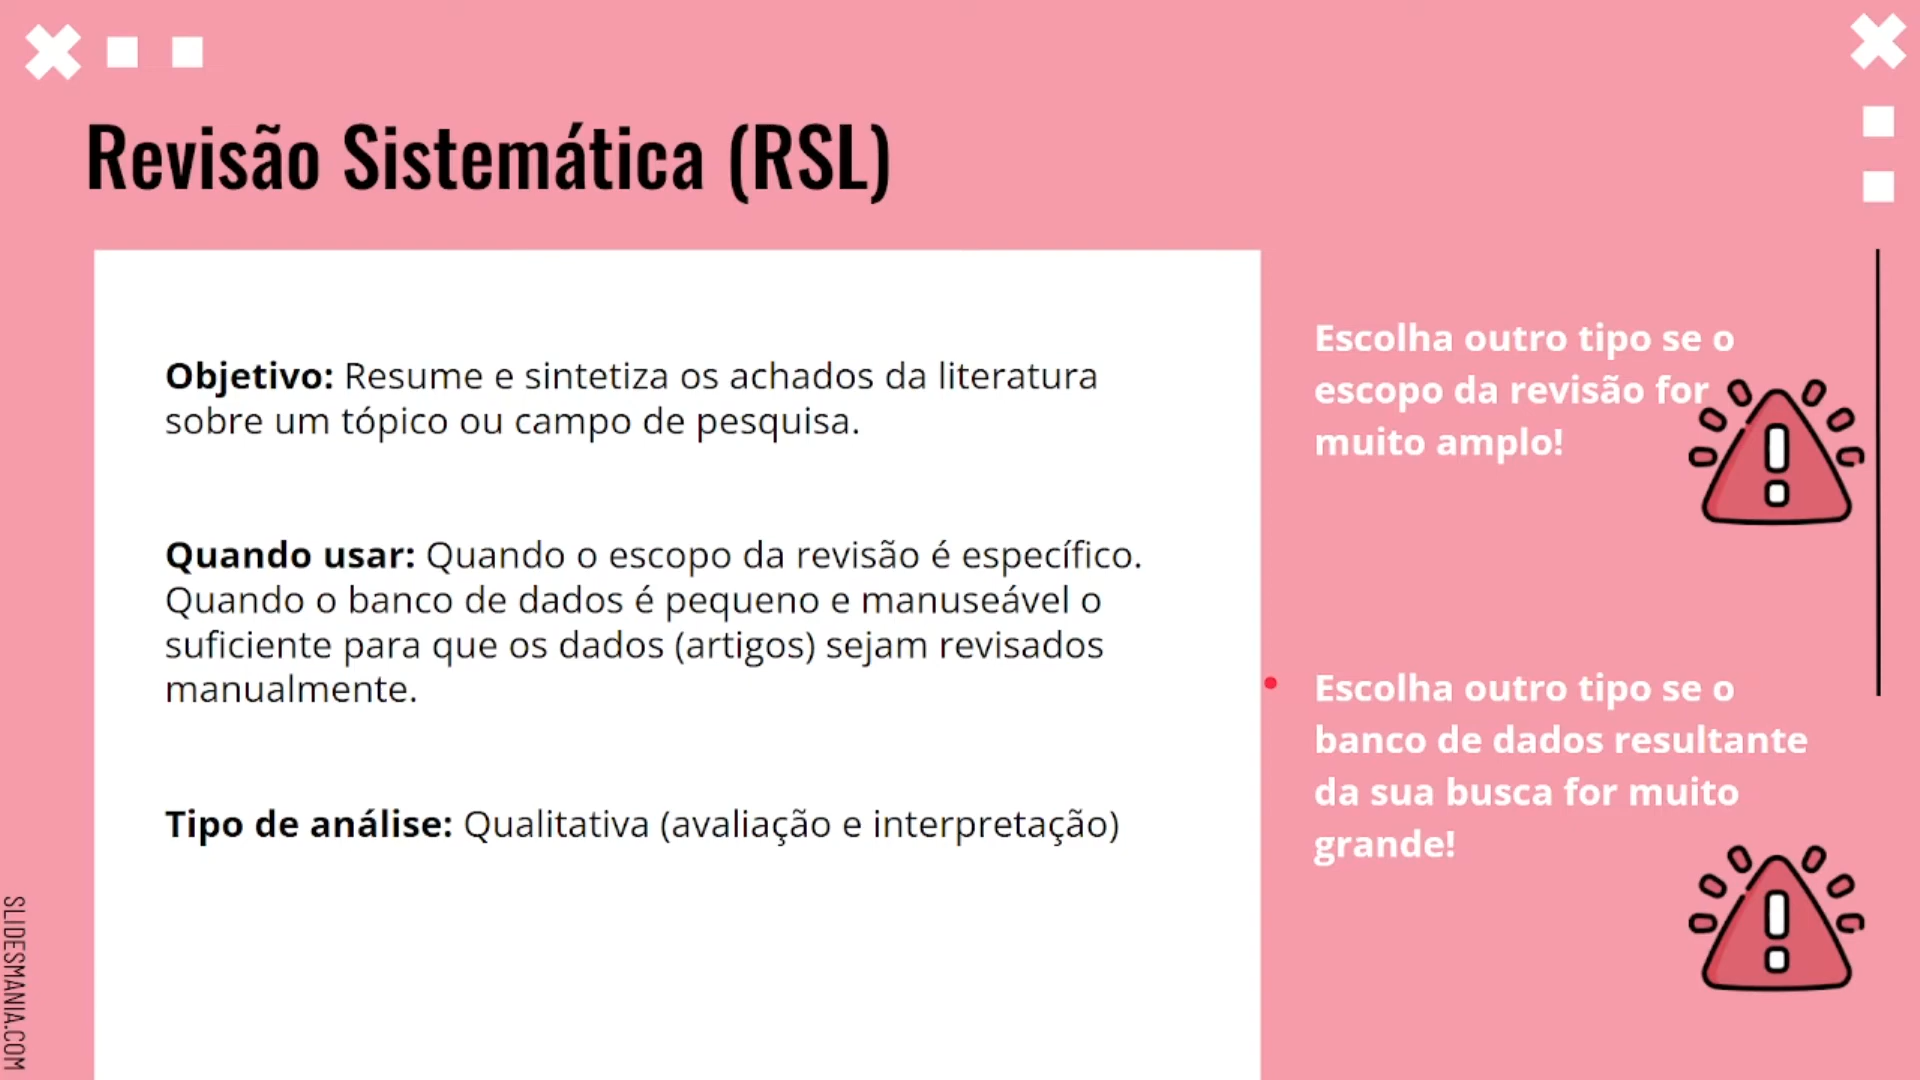 Revisão Sistemática (RSL)
Objetivo: Resume e sintetiza os achados da literatura
sobre um tópico ou campo de pesquisa.
Quando usar: Quando o escopo da revisão é específico.
Quando o banco de dados é pequeno e manuseável o
suficiente para que os dados (artigos) sejam revisados
manualmente.
Tipo de análise: Qualitativa (avaliação e interpretação)
Escolha outro tipo se o
escopo da revisão for
muito amplo!
Escolha outro tipo se o
banco de dados resultante
da sua busca for muito
grande!
SLIDESMANIA.COM